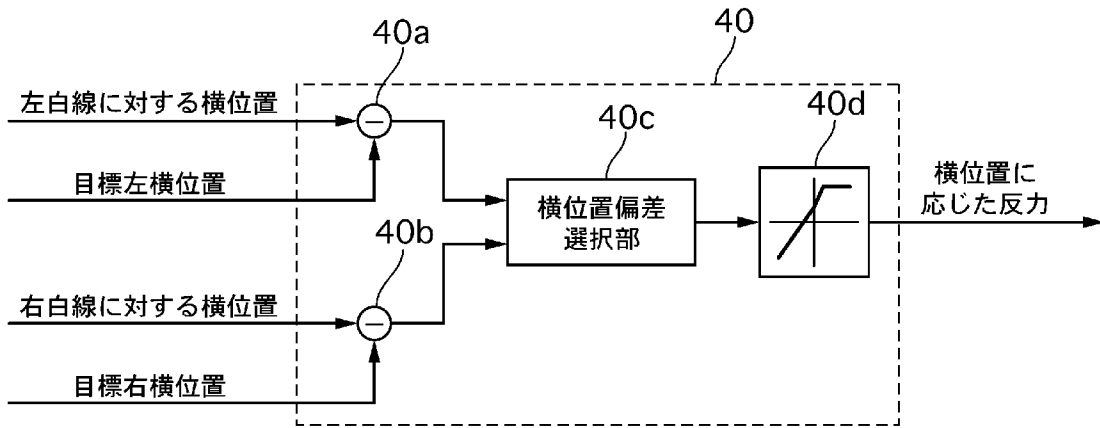 40
40a
左白線に対する横位置
目標左横位置
40b
右白線に対する横位置
目標右横位置
40c
横位置偏差
選択部
40d
横位置に
応じた反力